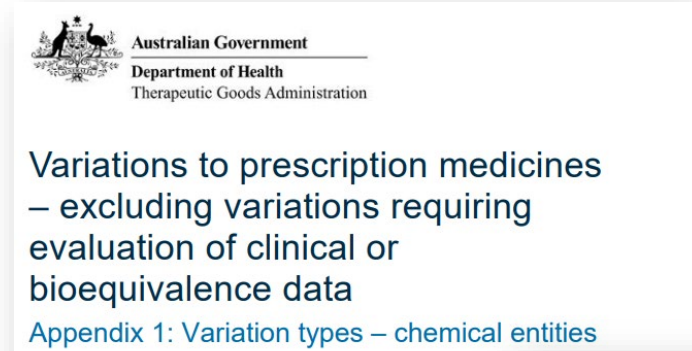 Australian Government
Department of Health
Therapeutic Goods Administration
Variations to prescription medicines
– excluding variations requiring
evaluation of clinical or
bioequivalence data
Appendix 1: Variation types – chemical entities